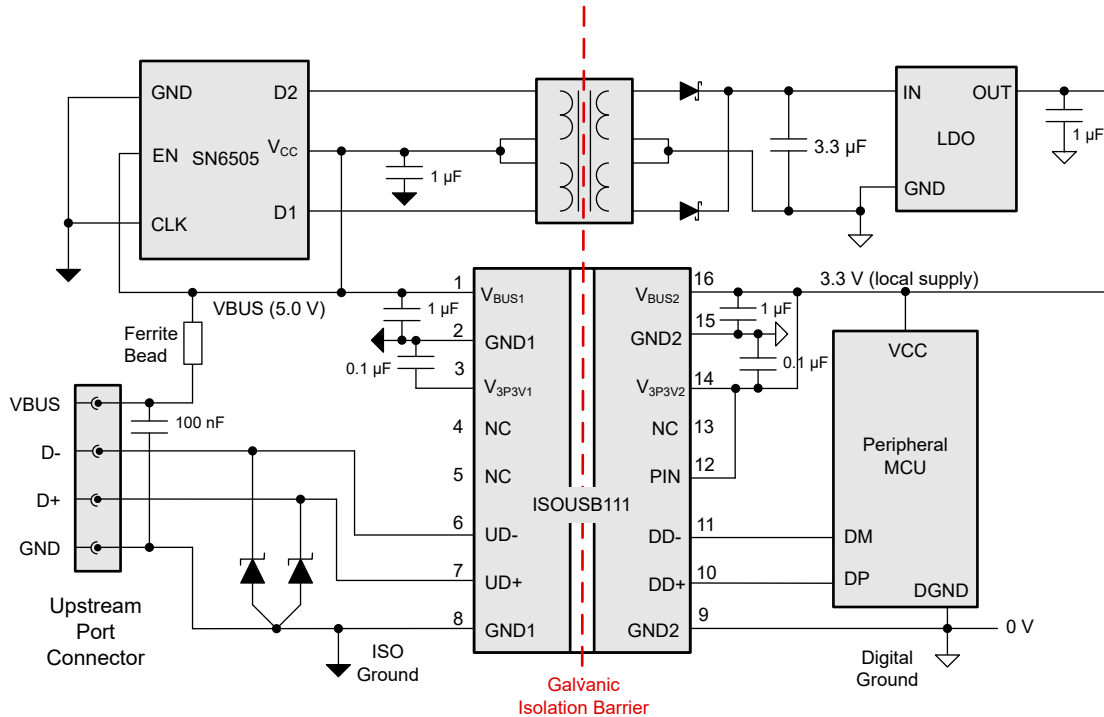 GND
D2
EN
SN6505
VCC
CLK
D1
1 µF
3.3 µF
IN
OUT
LDO
GND
1 µF
VBUS (5.0 V)
Ferrite
Bead
1 µF
0.1 µF
VBUS
D-
D+
GND
100 nF
Upstream
Port
Connector
ISO
Ground
1
VBUS1
2
GND1
3
V3P3V1
4
NC
5
NC
6
UD-
7
UD+
8
GND1
ISOUSB111
16
VBUS2
15
GND2
14
V3P3V2
13
NC
12
PIN
11
DD-
10
DD+
9
GND2
Galvanic
Isolation Barrier
3.3 V (local supply)
1 µF
0.1 µF
VCC
Peripheral
MCU
DM
DP
DGND
0 V
Digital
Ground